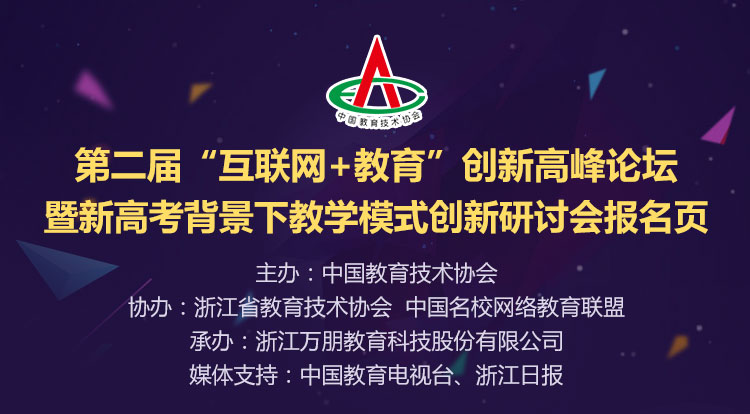 中国教育技术协会
第二届“互联网+教育”创新高峰论坛
暨新高考背景下教学模式创新研讨会报名页
主办：中国教育技术协会
协办：浙江省教育技术协会 中国名校网络教育联盟
承办：浙江万朋教育科技股份有限公司
媒体支持：中国教育电视台、浙江日报